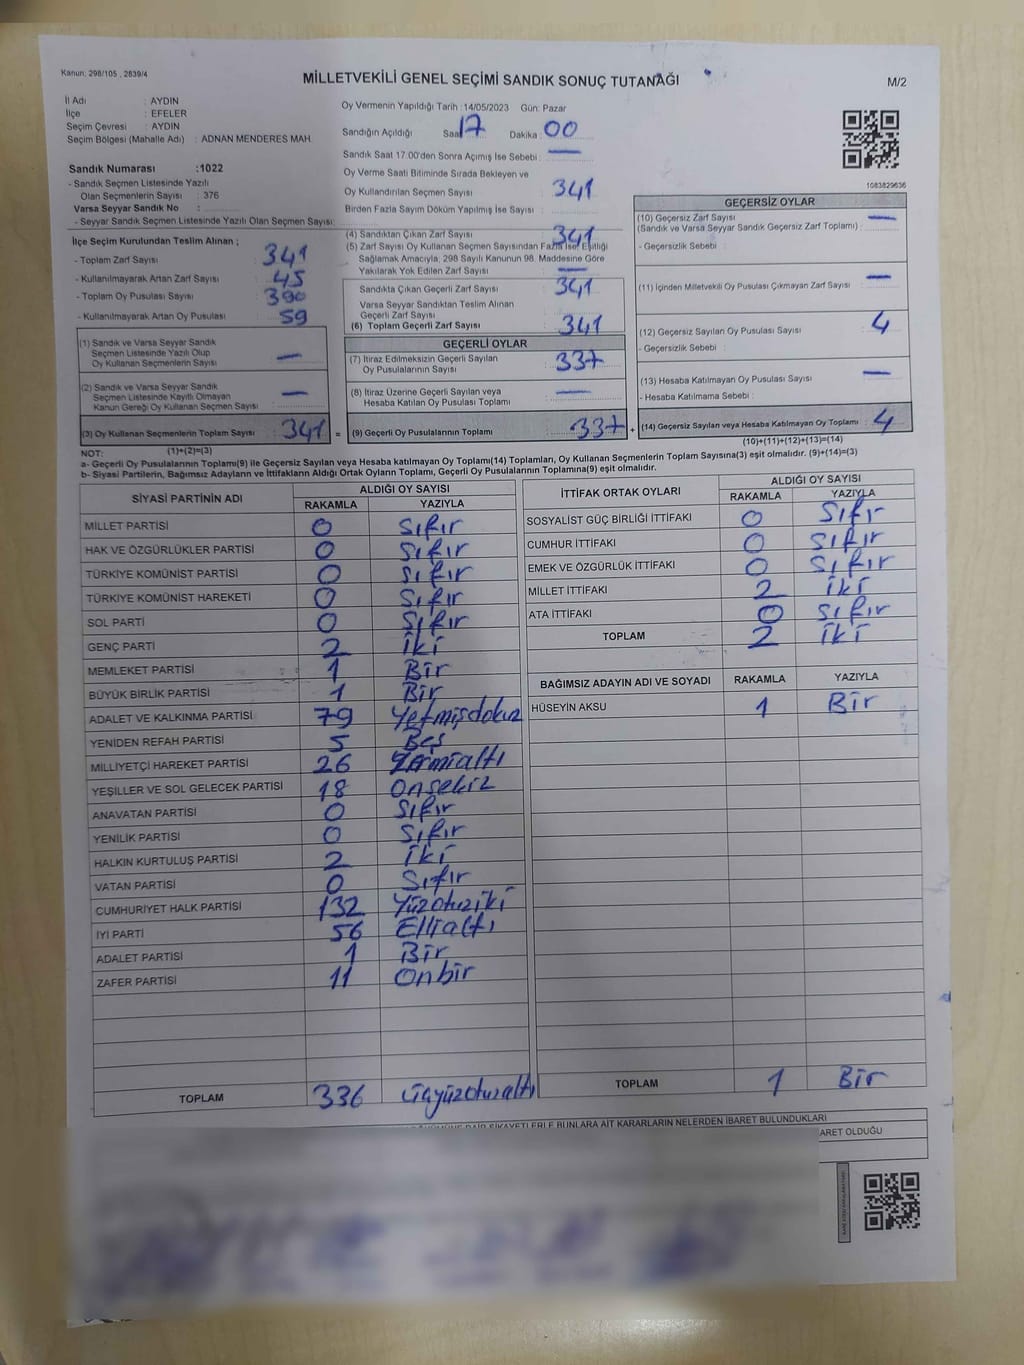 Kanun: 298/105 , 2839/4
MİLLETVEKİLİ GENEL SEÇİMİ SANDIK SONUÇ TUTANAĞI
M/2
İl Adı : AYDIN
İlçe : EFELER
Seçim Çevresi : AYDIN
Seçim Bölgesi (Mahalle Adı) : ADNAN MENDERES MAH.
Sandık Numarası :1022
- Sandık Seçmen Listesinde Yazılı
Olan Seçmenlerin Sayısı : 376
Varsa Seyyar Sandık No :
- Seyyar Sandık Seçmen Listesinde Yazılı Olan Seçmen Sayısı:
Oy Vermenin Yapıldığı Tarih :14/05/2023 Gün: Pazar
Sandığın Açıldığı Saat 17 Dakika 00
Sandık Saat 17.00'den Sonra Açımış İse Sebebi : —
Oy Verme Saati Bitiminde Sırada Bekleyen ve
Oy Kullandırılan Seçmen Sayısı 341
Birden Fazla Sayım Döküm Yapılmış İse Sayısı :
1083829636
İlçe Seçim Kurulundan Teslim Alınan ;
- Toplam Zarf Sayısı 341
- Kullanılmayarak Artan Zarf Sayısı : 45
- Toplam Oy Pusulası Sayısı 390
- Kullanılmayarak Artan Oy Pusulası : 59
(1) Sandık ve Varsa Seyyar Sandık
Seçmen Listesinde Yazılı Olup
Oy Kullanan Seçmenlerin Sayısı —
(2) Sandık ve Varsa Seyyar Sandık
Seçmen Listesinde Kayıtlı Olmayan
Kanun Gereği Oy Kullanan Seçmen Sayısı —
(3) Oy Kullanan Seçmenlerin Toplam Sayısı 341 =
(4) Sandıktan Çıkan Zarf Sayısı 341
(5) Zarf Sayısı Oy Kullanan Seçmen Sayısından Fazla İse, Eşitliği
Sağlamak Amacıyla, 298 Sayılı Kanunun 98. Maddesine Göre
Yakılarak Yok Edilen Zarf Sayısı —
Sandıkta Çıkan Geçerli Zarf Sayısı 341
Varsa Seyyar Sandıktan Teslim Alınan
Geçerli Zarf Sayısı
(6) Toplam Geçerli Zarf Sayısı 341
GEÇERLİ OYLAR
(7) İtiraz Edilmeksizin Geçerli Sayılan
Oy Pusulasının Sayısı 337
(8) İtiraz Üzerine Geçerli Sayılan veya
Hesaba Katılan Oy Pusulası Toplamı —
(9) Geçerli Oy Pusulalarının Toplamı 337 +
GEÇERSİZ OYLAR
(10) Geçersiz Zarf Sayısı —
(Sandık ve Varsa Seyyar Sandık Geçersiz Zarf Toplamı) :
- Geçersizlik Sebebi :
(11) İçinden Milletvekili Oy Pusulası Çıkmayan Zarf Sayısı —
(12) Geçersiz Sayılan Oy Pusulası Sayısı 4
- Geçersizlik Sebebi :
(13) Hesaba Katılmayan Oy Pusulası Sayısı —
- Hesaba Katılmama Sebebi :
(14) Geçersiz Sayılan veya Hesaba Katılmayan Oy Toplamı 4
(10)+(11)+(12)+(13)=(14)
NOT: (1)+(2)=(3)
a- Geçerli Oy Pusulalarının Toplamı(9) ile Geçersiz Sayılan veya Hesaba katılmayan Oy Toplamı(14) Toplamları, Oy Kullanan Seçmenlerin Toplam Sayısına(3) eşit olmalıdır. (9)+(14)=(3)
b- Siyasi Partilerin, Bağımsız Adayların ve İttifakların Aldığı Ortak Oyların Toplamı, Geçerli Oy Pusulalarının Toplamına(9) eşit olmalıdır.
SİYASİ PARTİNİN ADI ALDIĞI OY SAYISI
RAKAMLA YAZIYLA
MİLLET PARTİSİ 0 Sıfır
HAK VE ÖZGÜRLÜKLER PARTİSİ 0 Sıfır
TÜRKİYE KOMÜNİST PARTİSİ 0 Sıfır
TÜRKİYE KOMÜNİST HAREKETİ 0 Sıfır
SOL PARTİ 0 Sıfır
GENÇ PARTİ 2 İki
MEMLEKET PARTİSİ 1 Bir
BÜYÜK BİRLİK PARTİSİ 1 Bir
ADALET VE KALKINMA PARTİSİ 79 Yetmişdokuz
YENİDEN REFAH PARTİSİ 5 Beş
MİLLİYETÇİ HAREKET PARTİSİ 26 Yirmialtı
YEŞİLLER VE SOL GELECEK PARTİSİ 18 Onsekiz
ANAVATAN PARTİSİ 0 Sıfır
YENİLİK PARTİSİ 0 Sıfır
HALKIN KURTULUŞ PARTİSİ 2 İki
VATAN PARTİSİ 0 Sıfır
CUMHURİYET HALK PARTİSİ 132 Yüzotuziki
İYİ PARTİ 56 Ellialtı
ADALET PARTİSİ 1 Bir
ZAFER PARTİSİ 11 Onbir
TOPLAM 336 Üçyüzotuzaltı
İTTİFAK ORTAK OYLARI ALDIĞI OY SAYISI
RAKAMLA YAZIYLA
SOSYALİST GÜÇ BİRLİĞİ İTTİFAKI 0 Sıfır
CUMHUR İTTİFAKI 0 Sıfır
EMEK VE ÖZGÜRLÜK İTTİFAKI 0 Sıfır
MİLLET İTTİFAKI 2 İki
ATA İTTİFAKI 0 Sıfır
TOPLAM 2 İki
BAĞIMSIZ ADAYIN ADI VE SOYADI RAKAMLA YAZIYLA
HÜSEYİN AKSU 1 Bir
TOPLAM 1 Bir
ŞİKAYETLERLE BUNLARA AİT KARARLARIN NELERDEN İBARET BULUNDUKLARI
OLDUĞU